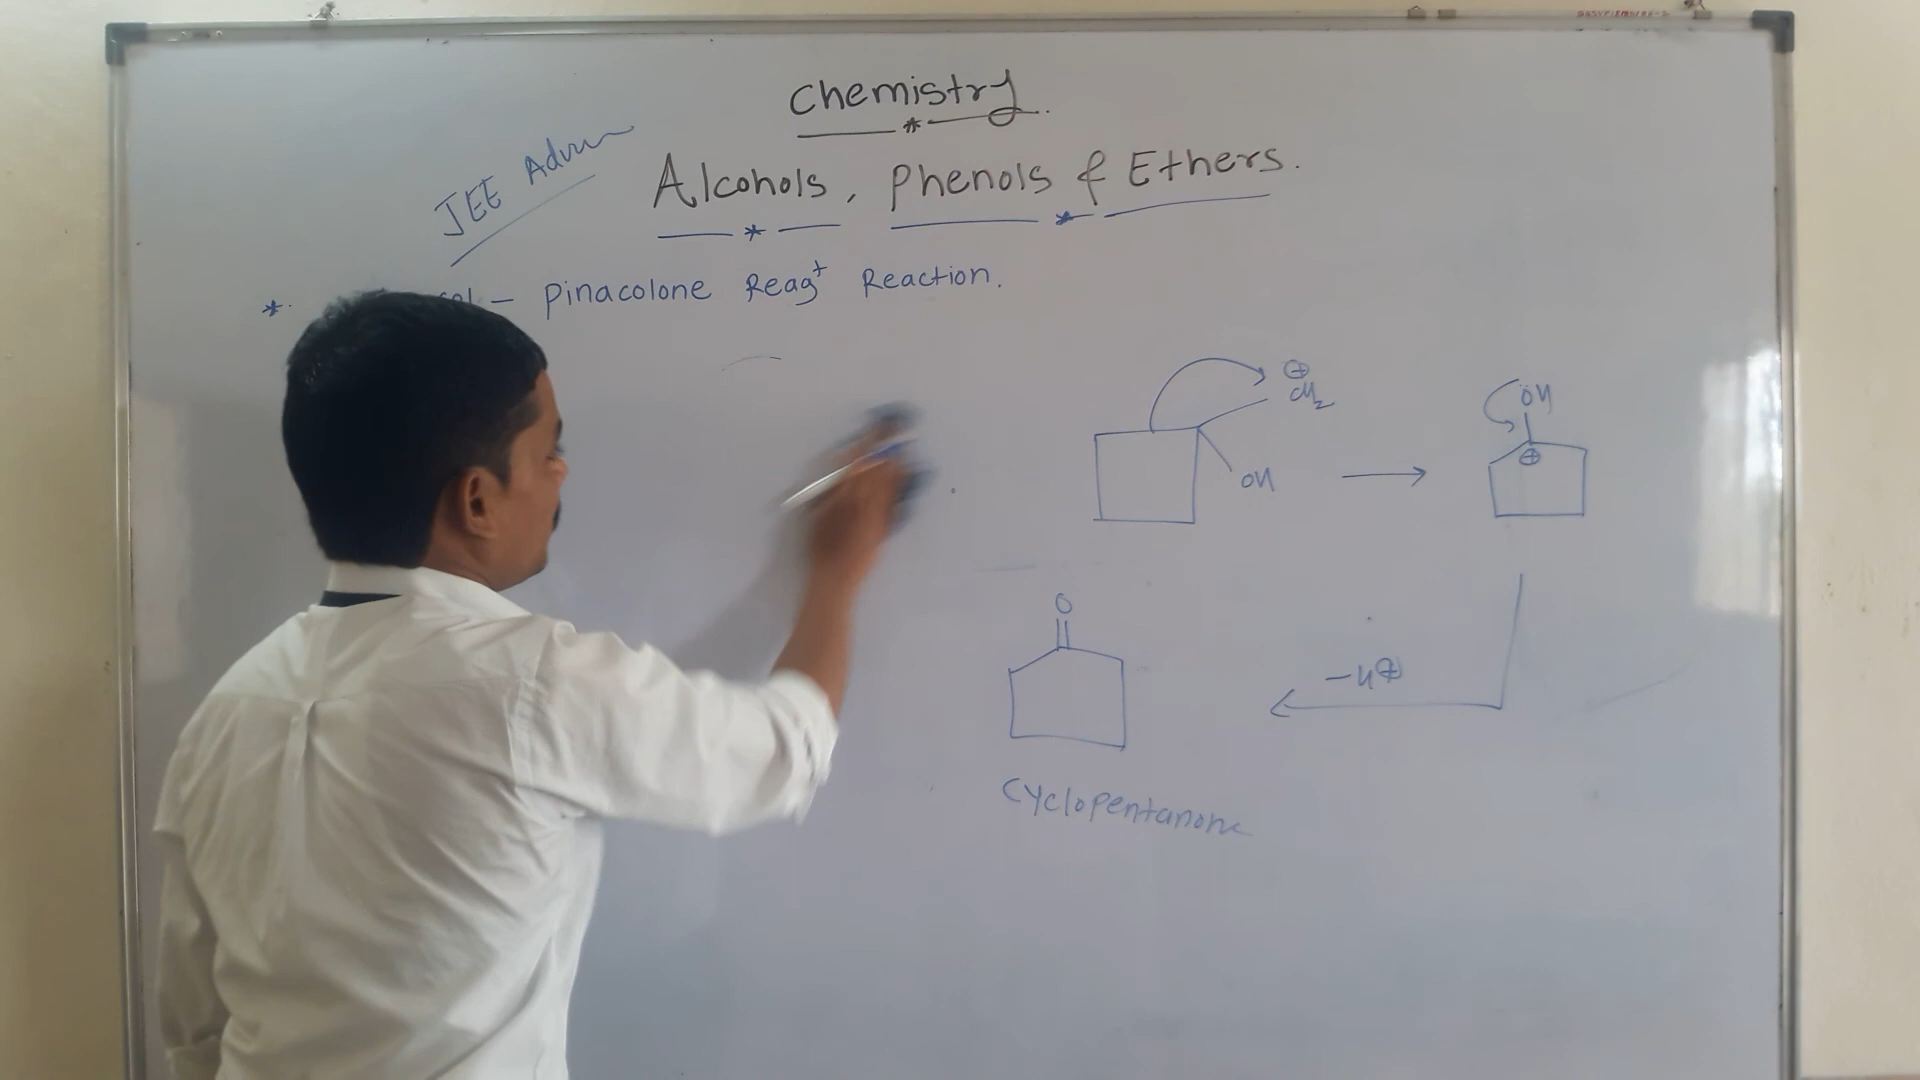 Chemistry
JEE Adv
Alcohols, Phenols & Ethers.
* – Pinacolone Reag+ Reaction.
⊕
CH2
OH
OH
⊕
O
-H⊕
Cyclopentanone